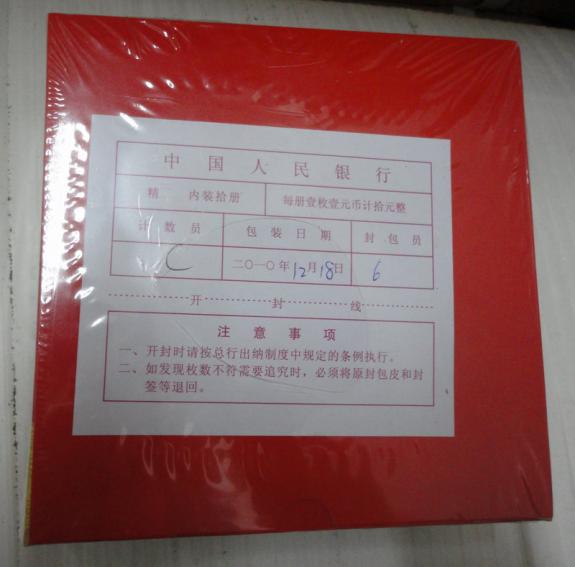 中国人民银行
精 内装拾册 每册壹枚壹元币计拾元整
计数员 包装日期 封包员
C 二〇一〇年12月18日 6
开封线
注意事项
一、开封时请按总行出纳制度中规定的条例执行。
二、如发现枚数不符需要追究时，必须将原封包皮和封
签等退回。